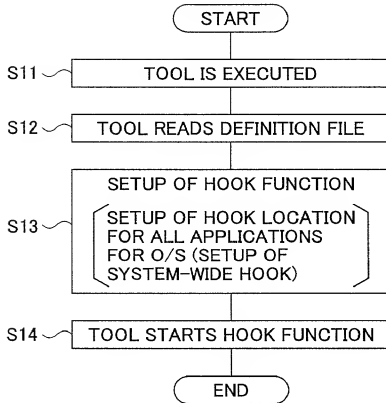 START
S11 TOOL IS EXECUTED
S12 TOOL READS DEFINITION FILE
SETUP OF HOOK FUNCTION
S13
SETUP OF HOOK LOCATION
FOR ALL APPLICATIONS
FOR O/S (SETUP OF
SYSTEM-WIDE HOOK)
S14 TOOL STARTS HOOK FUNCTION
END